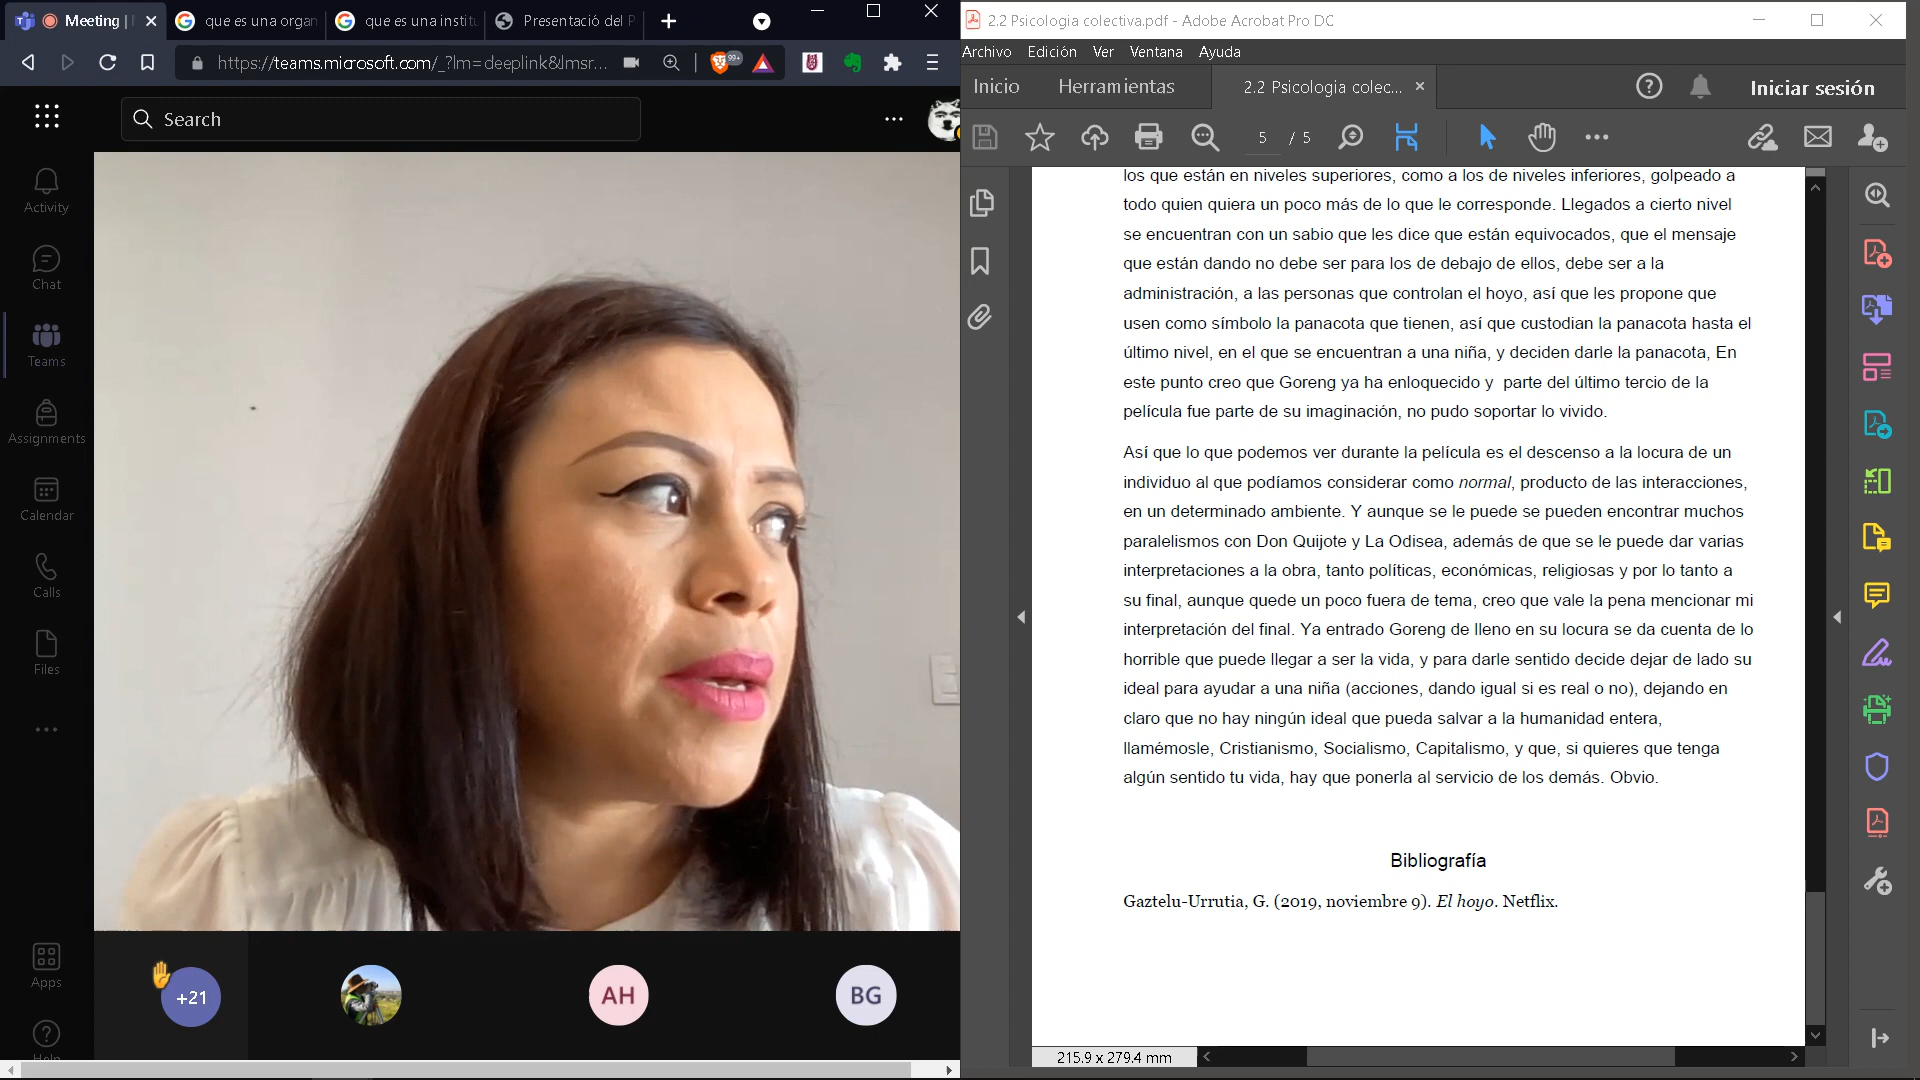 Meeting |
que es una organ
que es una institu
Presentació del P
https://teams.microsoft.com/_?lm=deeplink&lmsr...
99+
Search
Activity
Chat
Teams
Assignments
Calendar
Calls
Files
Apps
Help
+21
AH
BG
2.2 Psicologia colectiva.pdf - Adobe Acrobat Pro DC
Archivo Edición Ver Ventana Ayuda
Inicio Herramientas 2.2 Psicologia colec... Iniciar sesión
5 / 5
los que están en niveles superiores, como a los de niveles inferiores, golpeado a
todo quien quiera un poco más de lo que le corresponde. Llegados a cierto nivel
se encuentran con un sabio que les dice que están equivocados, que el mensaje
que están dando no debe ser para los de debajo de ellos, debe ser a la
administración, a las personas que controlan el hoyo, así que les propone que
usen como símbolo la panacota que tienen, así que custodian la panacota hasta el
último nivel, en el que se encuentran a una niña, y deciden darle la panacota, En
este punto creo que Goreng ya ha enloquecido y parte del último tercio de la
película fue parte de su imaginación, no pudo soportar lo vivido.
Así que lo que podemos ver durante la película es el descenso a la locura de un
individuo al que podíamos considerar como normal, producto de las interacciones,
en un determinado ambiente. Y aunque se le puede se pueden encontrar muchos
paralelismos con Don Quijote y La Odisea, además de que se le puede dar varias
interpretaciones a la obra, tanto políticas, económicas, religiosas y por lo tanto a
su final, aunque quede un poco fuera de tema, creo que vale la pena mencionar mi
interpretación del final. Ya entrado Goreng de lleno en su locura se da cuenta de lo
horrible que puede llegar a ser la vida, y para darle sentido decide dejar de lado su
ideal para ayudar a una niña (acciones, dando igual si es real o no), dejando en
claro que no hay ningún ideal que pueda salvar a la humanidad entera,
llamémosle, Cristianismo, Socialismo, Capitalismo, y que, si quieres que tenga
algún sentido tu vida, hay que ponerla al servicio de los demás. Obvio.
Bibliografía
Gaztelu-Urrutia, G. (2019, noviembre 9). El hoyo. Netflix.
215.9 x 279.4 mm